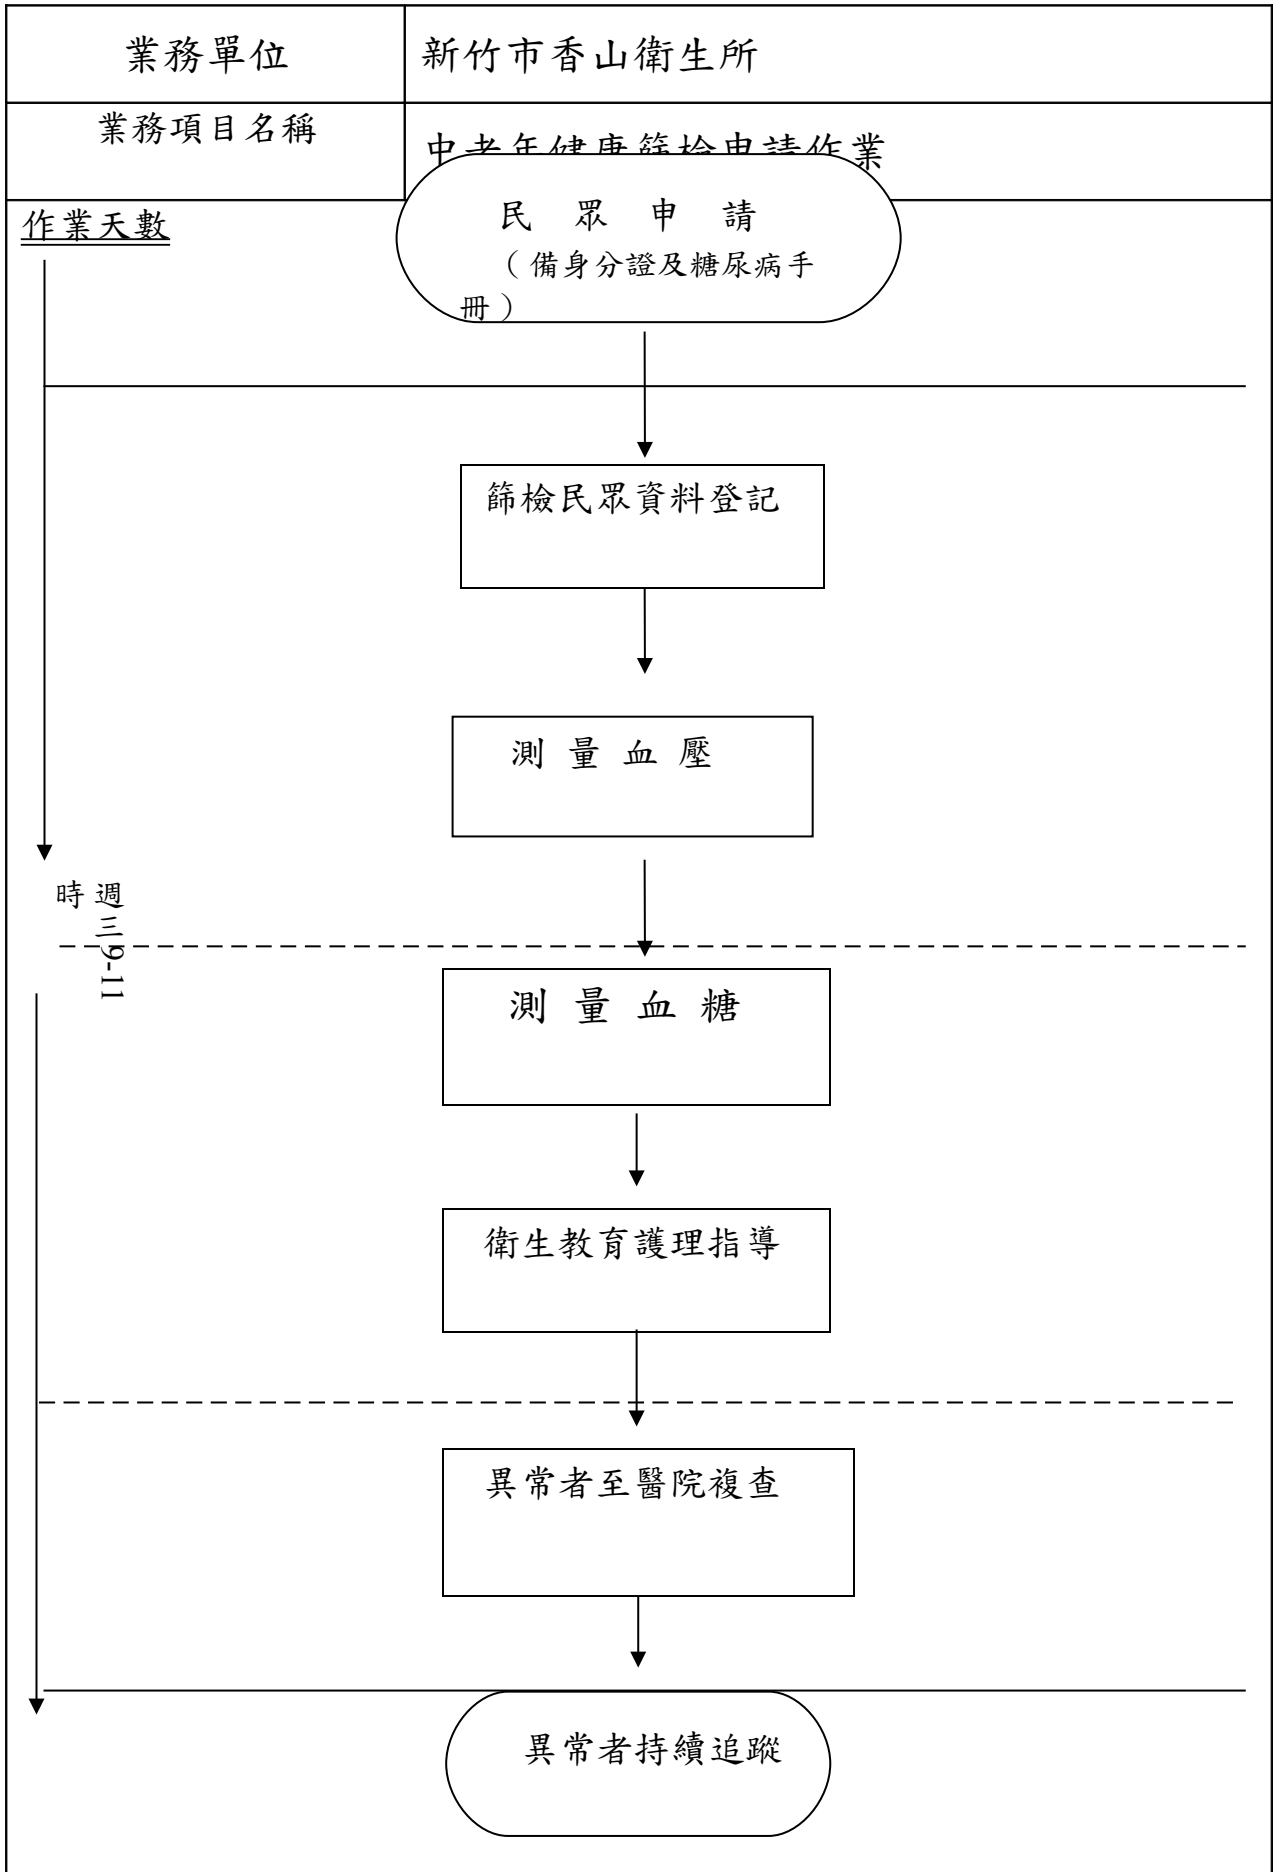 業務單位
新竹市香山衛生所
業務項目名稱
中老年健康篩檢申請作業
作業天數
民眾申請
（備身分證及糖尿病手
冊）
篩檢民眾資料登記
測量血壓
週三9-11
時
測量血糖
衛生教育護理指導
異常者至醫院複查
異常者持續追蹤